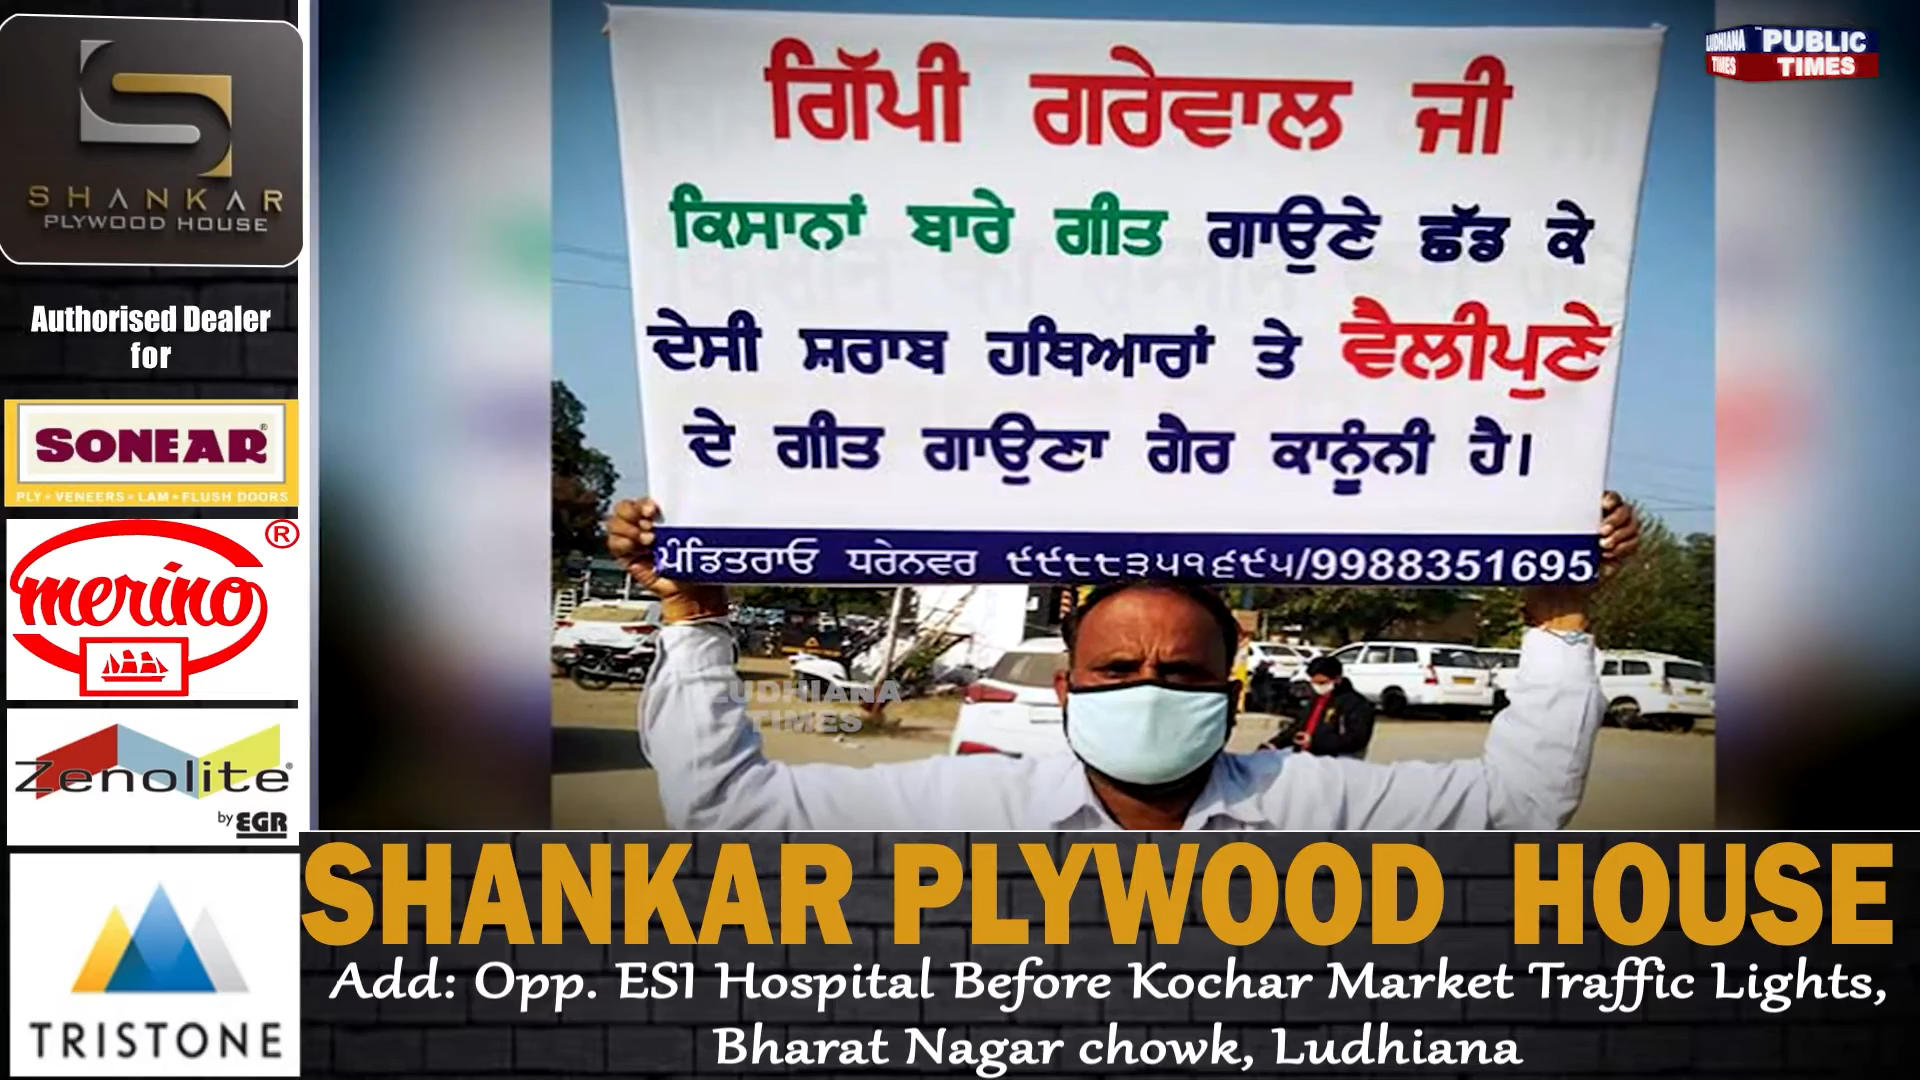 SHANKAR
PLYWOOD HOUSE
Authorised Dealer
for
SONEAR®
PLY • VENEERS • LAM • FLUSH DOORS
merino®
Zenolite®
by EGR
TRISTONE
LUDHIANA TIMES
THE PUBLIC TIMES
ਗਿੱਪੀ ਗਰੇਵਾਲ ਜੀ
ਕਿਸਾਨਾਂ ਬਾਰੇ ਗੀਤ ਗਾਉਣੇ ਛੱਡ ਕੇ
ਦੇਸੀ ਸ਼ਰਾਬ ਹਥਿਆਰਾਂ ਤੇ ਵੈਲੀਪੁਣੇ
ਦੇ ਗੀਤ ਗਾਉਣਾ ਗੈਰ ਕਾਨੂੰਨੀ ਹੈ।
ਪੰਡਿਤਰਾਓ ਧਰੇਨਵਰ ੯੯੮੮੩੫੧੬੯੫/9988351695
LUDHIANA
TIMES
SHANKAR PLYWOOD HOUSE
Add: Opp. ESI Hospital Before Kochar Market Traffic Lights,
Bharat Nagar chowk, Ludhiana